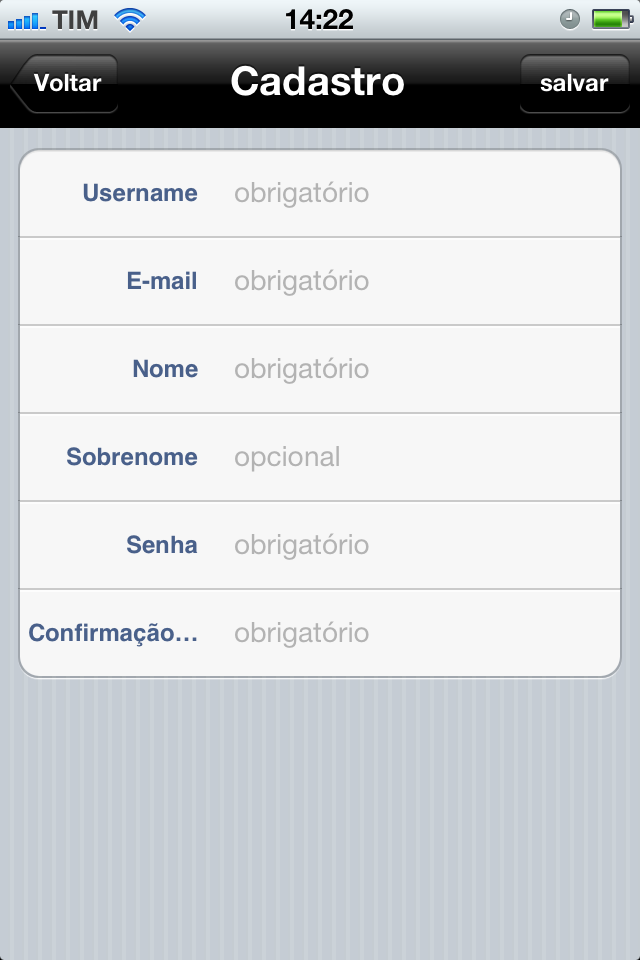 TIM 14:22
Voltar Cadastro salvar
Username obrigatório
E-mail obrigatório
Nome obrigatório
Sobrenome opcional
Senha obrigatório
Confirmação... obrigatório